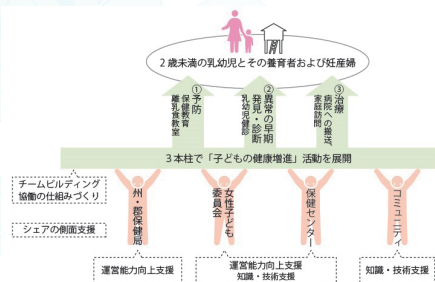 2歳未満の乳幼児とその養育者および妊産婦
①予防
保健教育
離乳食教室
②異常の早期
発見・診断
乳幼児健診
③治療
病院への搬送、
家庭訪問
3本柱で「子どもの健康増進」活動を展開
チームビルディング
協働の仕組みづくり
シェアの側面支援
州・郡保健局
女性子ども
委員会
保健センター
コミュニティ
運営能力向上支援
運営能力向上支援
知識・技術支援
知識・技術支援